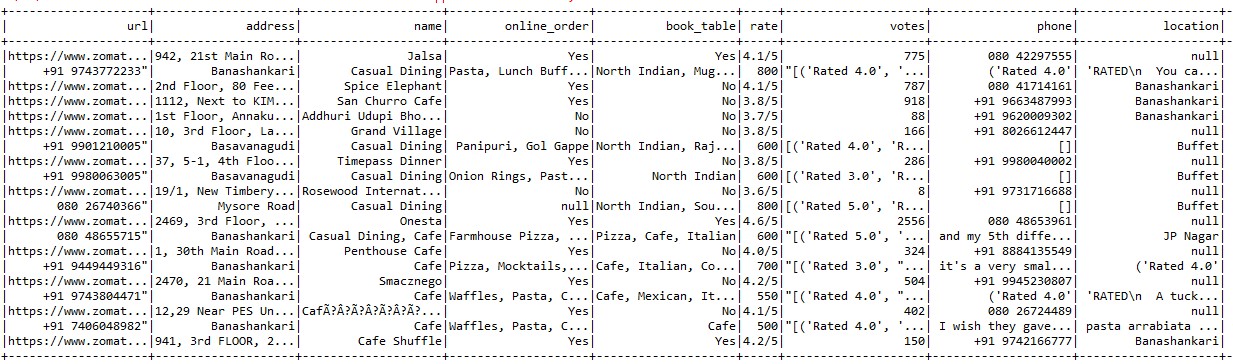 url| address| name| online_order| book_table| rate| votes| phone| location|
|https://www.zomat...|942, 21st Main Ro...| Jalsa| Yes| Yes|4.1/5| 775| 080 42297555| null|
| +91 9743772233"| Banashankari| Casual Dining|Pasta, Lunch Buff...|North Indian, Mug...| 800|"[('Rated 4.0', '...| ('Rated 4.0'| 'RATED\n You ca...|
|https://www.zomat...|2nd Floor, 80 Fee...| Spice Elephant| Yes| No|4.1/5| 787| 080 41714161| Banashankari|
|https://www.zomat...|1112, Next to KIM...| San Churro Cafe| Yes| No|3.8/5| 918| +91 9663487993| Banashankari|
|https://www.zomat...|1st Floor, Annaku...|Addhuri Udupi Bho...| No| No|3.7/5| 88| +91 9620009302| Banashankari|
|https://www.zomat...|10, 3rd Floor, La...| Grand Village| No| No|3.8/5| 166| +91 8026612447| null|
| +91 9901210005"| Basavanagudi| Casual Dining| Panipuri, Gol Gappe|North Indian, Raj...| 600|[('Rated 4.0', 'R...| []| Buffet|
|https://www.zomat...|37, 5-1, 4th Floo...| Timepass Dinner| Yes| No|3.8/5| 286| +91 9980040002| null|
| +91 9980063005"| Basavanagudi| Casual Dining|Onion Rings, Past...| North Indian| 600|[('Rated 3.0', 'R...| []| Buffet|
|https://www.zomat...|19/1, New Timbery...|Rosewood Internat...| No| No|3.6/5| 8| +91 9731716688| null|
| 080 26740366"| Mysore Road| Casual Dining| null|North Indian, Sou...| 800|[('Rated 5.0', 'R...| []| Buffet|
|https://www.zomat...|2469, 3rd Floor, ...| Onesta| Yes| Yes|4.6/5| 2556| 080 48653961| null|
| 080 48655715"| Banashankari| Casual Dining, Cafe|Farmhouse Pizza, ...|Pizza, Cafe, Italian| 600|"[('Rated 5.0', '...| and my 5th diffe...| JP Nagar|
|https://www.zomat...|1, 30th Main Road...| Penthouse Cafe| Yes| No|4.0/5| 324| +91 8884135549| null|
| +91 9449449316"| Banashankari| Cafe|Pizza, Mocktails,...|Cafe, Italian, Co...| 700|"[('Rated 3.0', "...| it's a very smal...| ('Rated 4.0'|
|https://www.zomat...|2470, 21 Main Roa...| Smacznego| Yes| No|4.2/5| 504| +91 9945230807| null|
| +91 9743804471"| Banashankari| Cafe|Waffles, Pasta, C...|Cafe, Mexican, It...| 550|"[('Rated 4.0', "...| ('Rated 4.0'| 'RATED\n A tuck...|
|https://www.zomat...|12,29 Near PES Un...|CafÃ?Â?Ã?Â?Ã?Â?Ã?...| Yes| No|4.1/5| 402| 080 26724489| null|
| +91 7406048982"| Banashankari| Cafe|Waffles, Pasta, C...| Cafe| 500|"[('Rated 4.0', '...| I wish they gave...| pasta arrabiata ...|
|https://www.zomat...|941, 3rd FLOOR, 2...| Cafe Shuffle| Yes| Yes|4.2/5| 150| +91 9742166777| Banashankari|